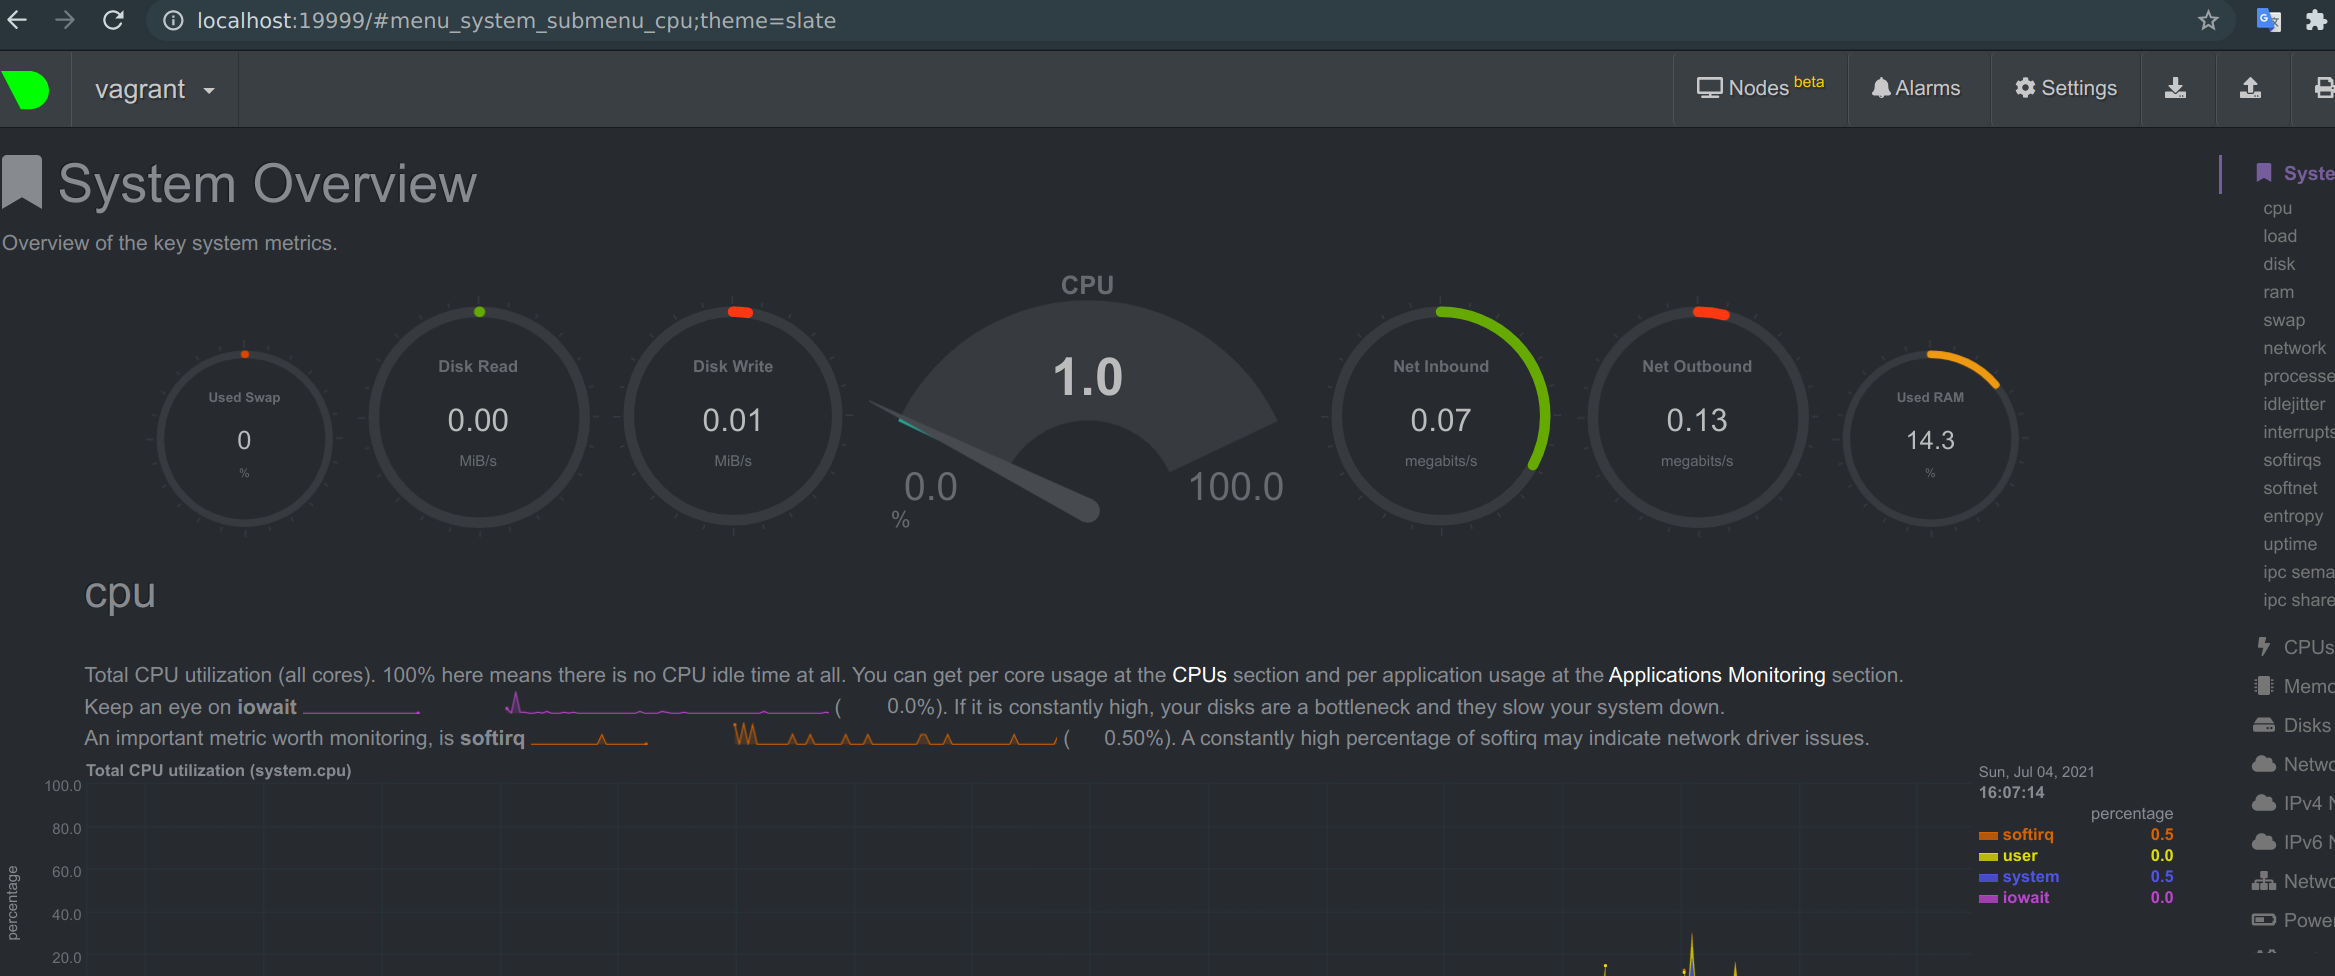 localhost:19999/#menu_system_submenu_cpu;theme=slate
vagrant
Nodes beta
Alarms
Settings
System Overview
Overview of the key system metrics.
Used Swap
0
%
Disk Read
0.00
MiB/s
Disk Write
0.01
MiB/s
CPU
1.0
0.0
100.0
%
Net Inbound
0.07
megabits/s
Net Outbound
0.13
megabits/s
Used RAM
14.3
%
cpu
Total CPU utilization (all cores). 100% here means there is no CPU idle time at all. You can get per core usage at the CPUs section and per application usage at the Applications Monitoring section.
Keep an eye on iowait ( 0.0%). If it is constantly high, your disks are a bottleneck and they slow your system down.
An important metric worth monitoring, is softirq ( 0.50%). A constantly high percentage of softirq may indicate network driver issues.
Total CPU utilization (system.cpu)
100.0
80.0
60.0
40.0
20.0
percentage
Sun, Jul 04, 2021
16:07:14
percentage
softirq 0.5
user 0.0
system 0.5
iowait 0.0
Syste
cpu
load
disk
ram
swap
network
processe
idlejitter
interrupts
softirqs
softnet
entropy
uptime
ipc sema
ipc share
CPUs
Memo
Disks
Netwo
IPv4 N
IPv6 N
Netwo
Power